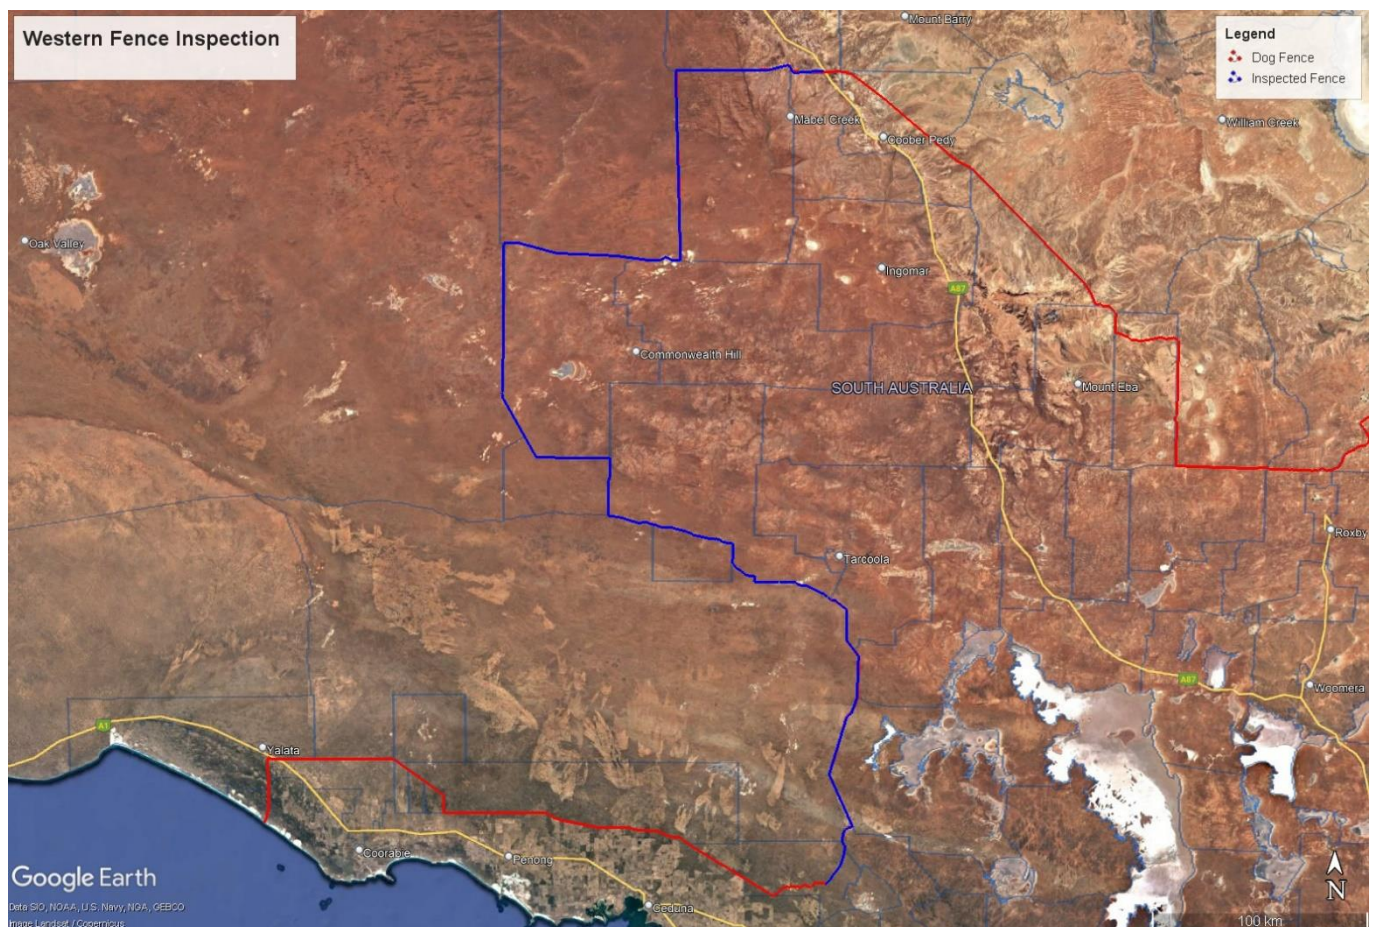 Western Fence Inspection
Legend
Dog Fence
Inspected Fence
Mount Barry
Mabel Creek
William Creek
Coober Pedy
Oak Valley
Ingomar
A87
Commonwealth Hill
SOUTH AUSTRALIA
Mount Eba
Roxby
Tarcoola
A87
Woomera
A1
Yalata
Coorabie
Penong
Google Earth
N
Ceduna
Data SIO, NOAA, U.S. Navy, NGA, GEBCO
100 km
Image Landsat / Copernicus